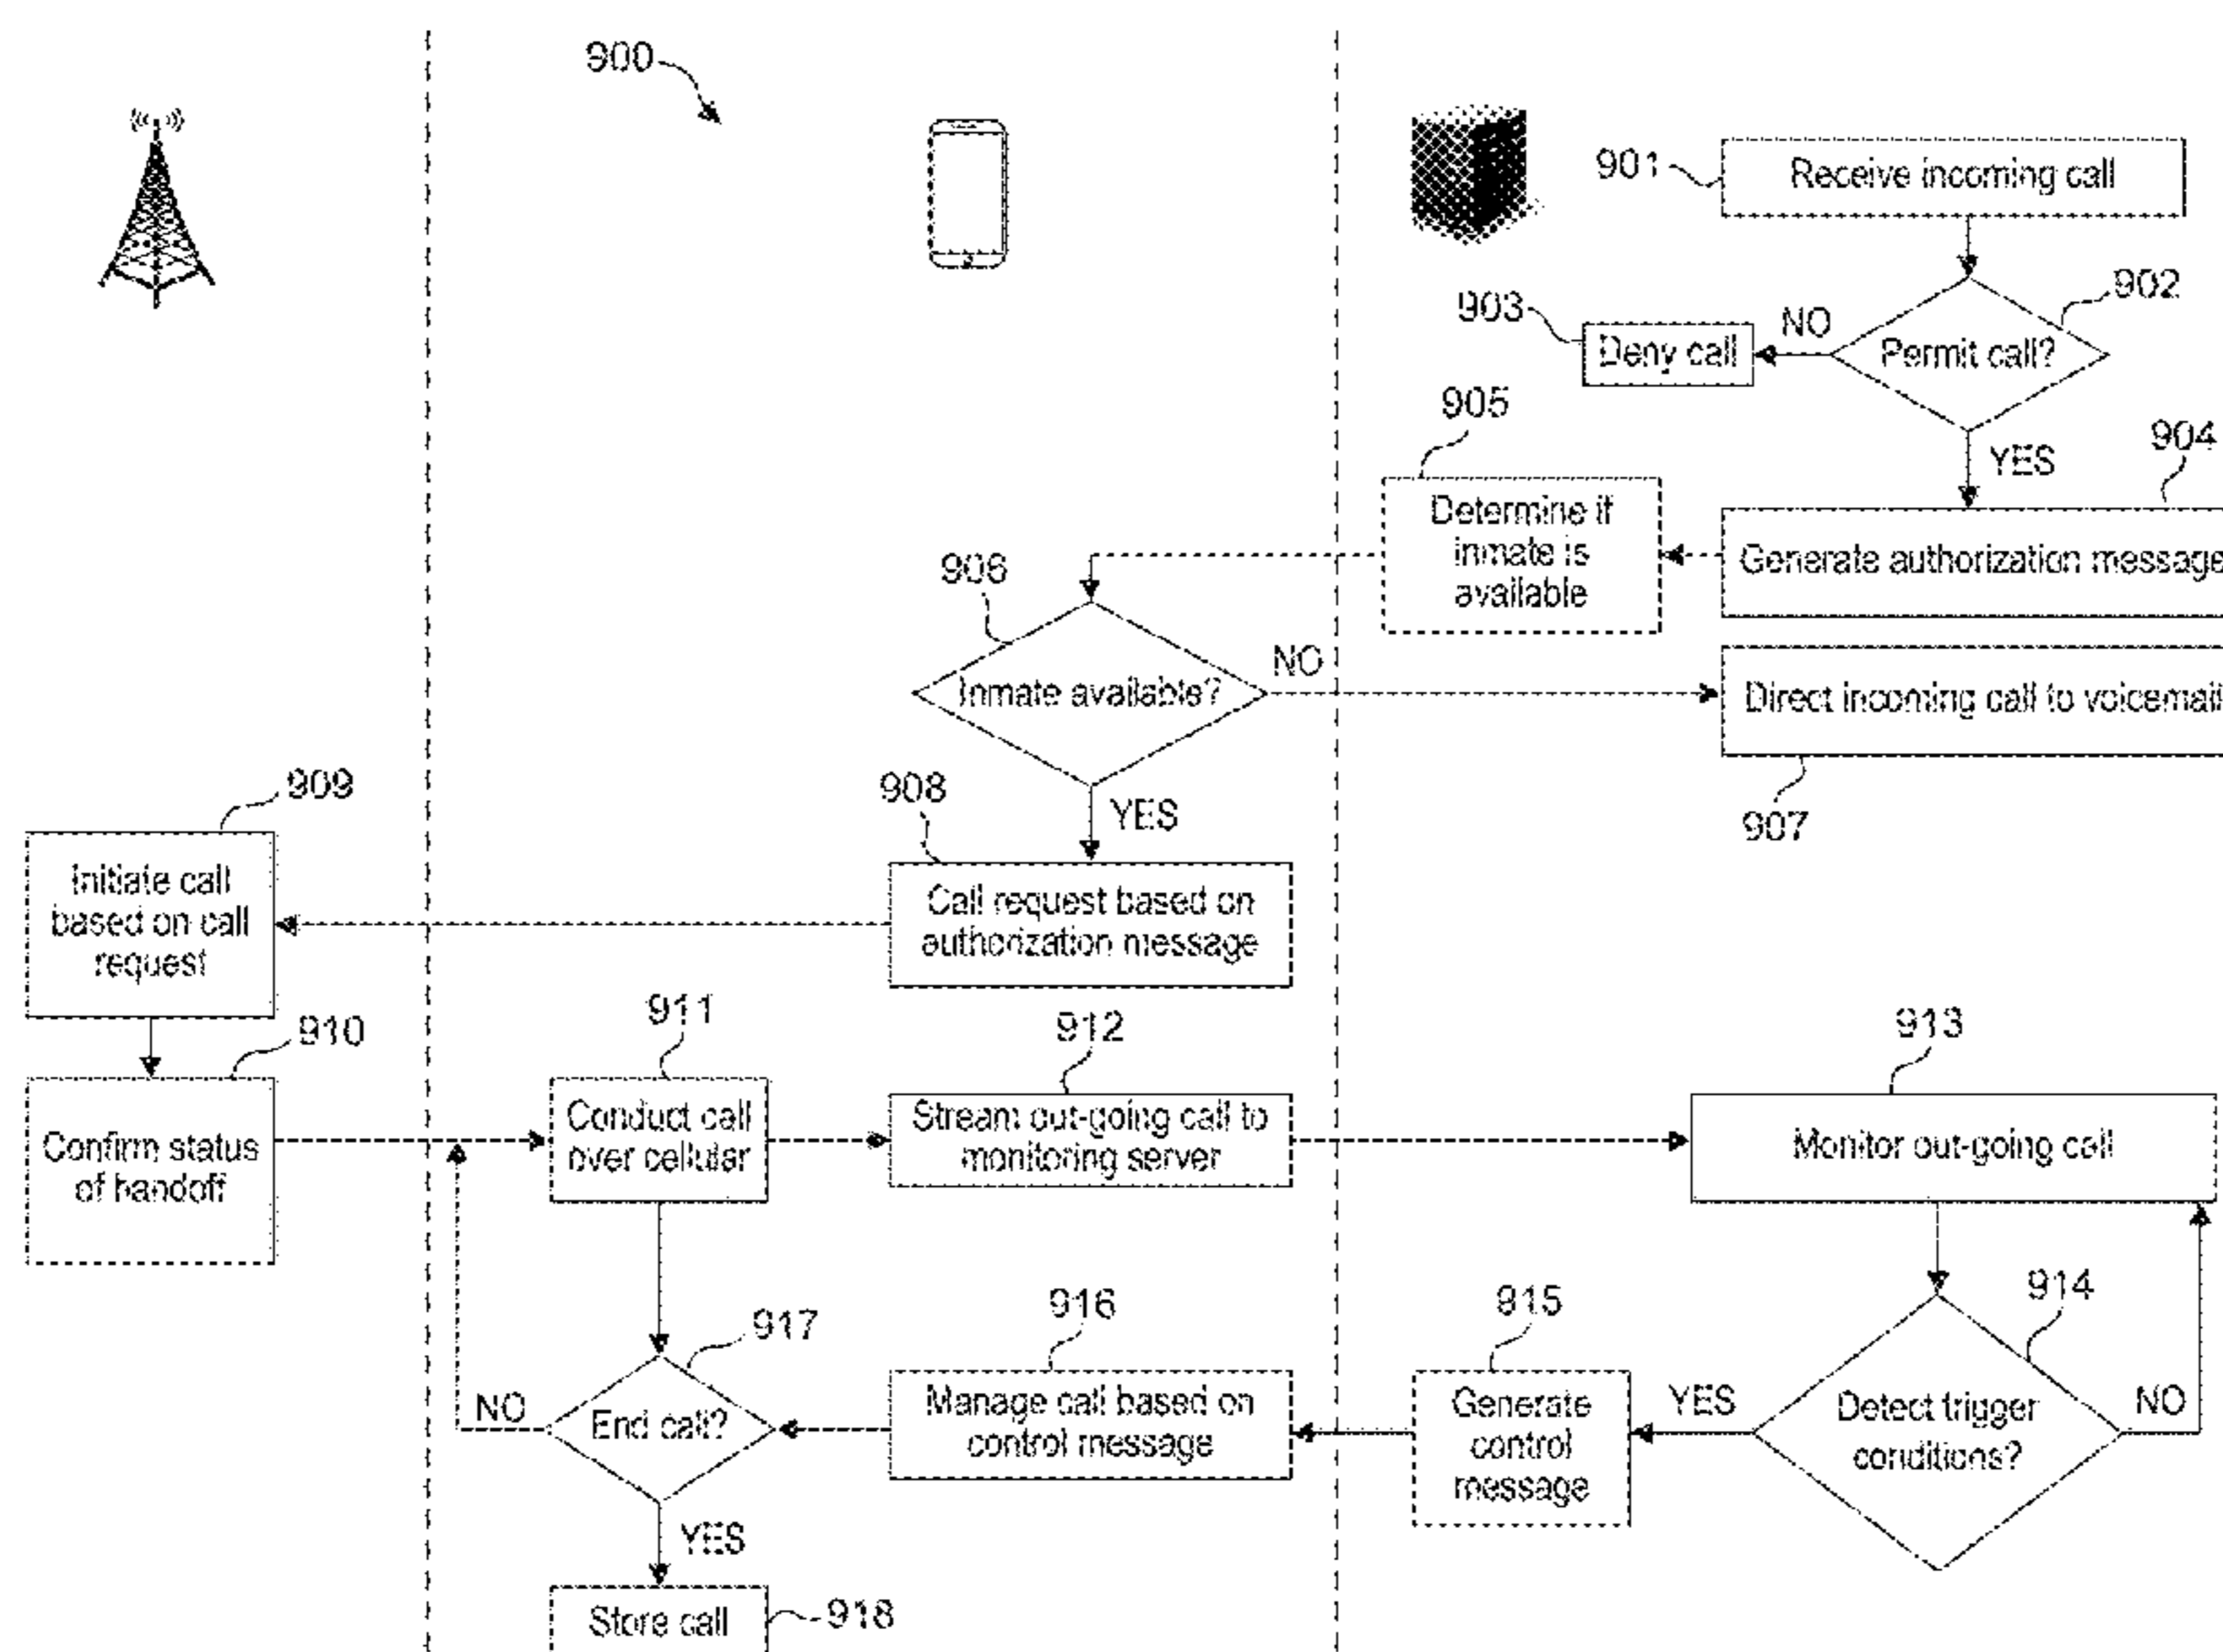 900
901
Receive incoming call
902
903
NO
Deny call
Permit call?
YES
904
905
Determine if
inmate is
available
Generate authorization message
906
Inmate available?
NO
Direct incoming call to voicemail
907
YES
908
Call request based on
authorization message
909
Initiate call
based on call
request
910
Confirm status
of handoff
911
Conduct call
over cellular
912
Stream out-going call to
monitoring server
913
Monitor out-going call
914
Detect trigger
conditions?
NO
YES
915
Generate
control
message
916
Manage call based on
control message
917
End call?
NO
YES
Store call
918